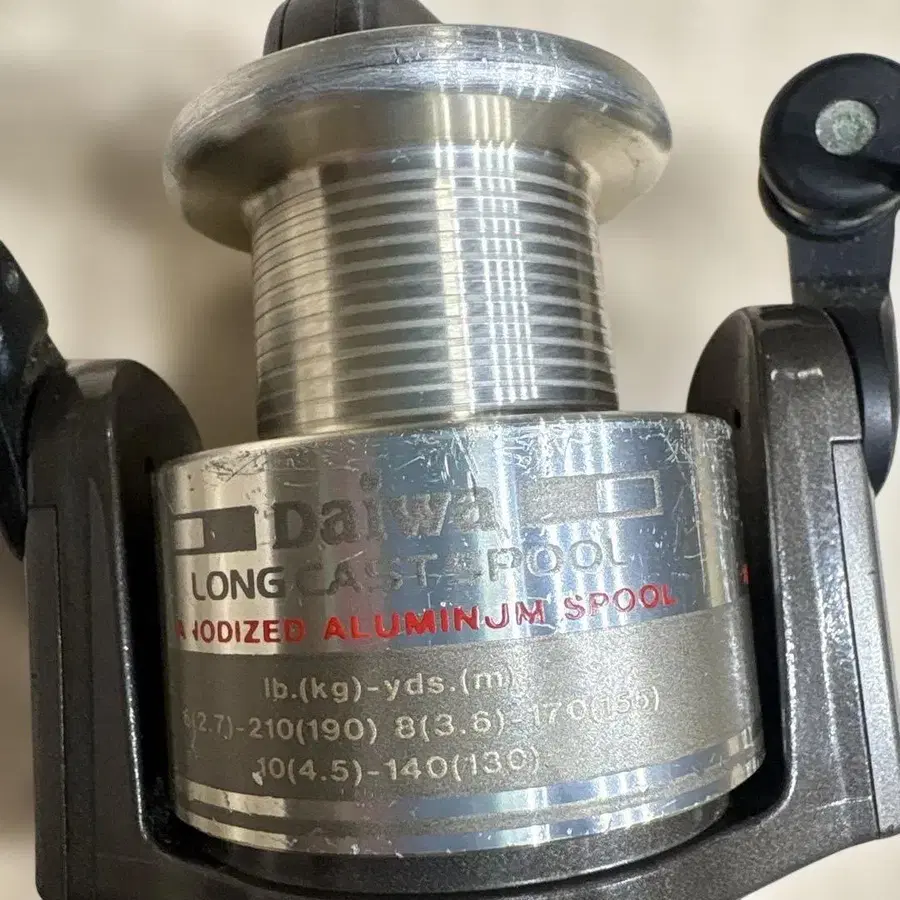 Daiwa
LONG CAST SPOOL
ANODIZED ALUMINUM SPOOL
lb.(kg)-yds.(m)
6(2.7)-210(190) 8(3.6)-170(155)
10(4.5)-140(130)